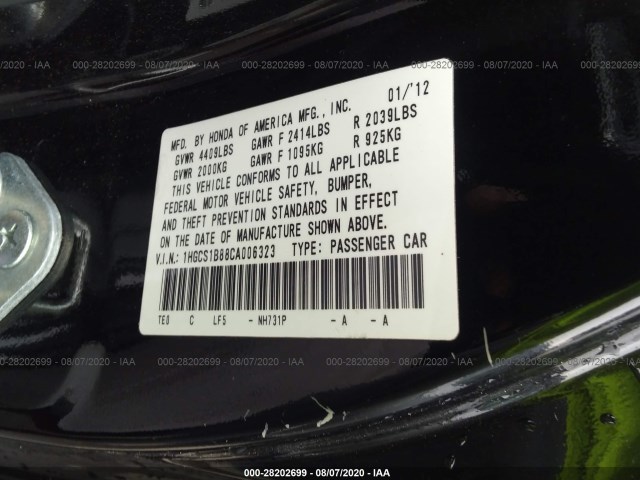 000-28202699 - 08/07/2020 - IAA
MFD. BY HONDA OF AMERICA MFG., INC. 01/'12
GVWR 4409LBS GAWR F 2414LBS R 2039LBS
GVWR 2000KG GAWR F 1095KG R 925KG
THIS VEHICLE CONFORMS TO ALL APPLICABLE
FEDERAL MOTOR VEHICLE SAFETY, BUMPER,
AND THEFT PREVENTION STANDARDS IN EFFECT
ON THE DATE OF MANUFACTURE SHOWN ABOVE.
V.I.N.: 1HGCS1B88CA006323 TYPE: PASSENGER CAR
TE0 C LF5 - NH731P - A - A
000-28202699 - 08/07/2020 - IAA